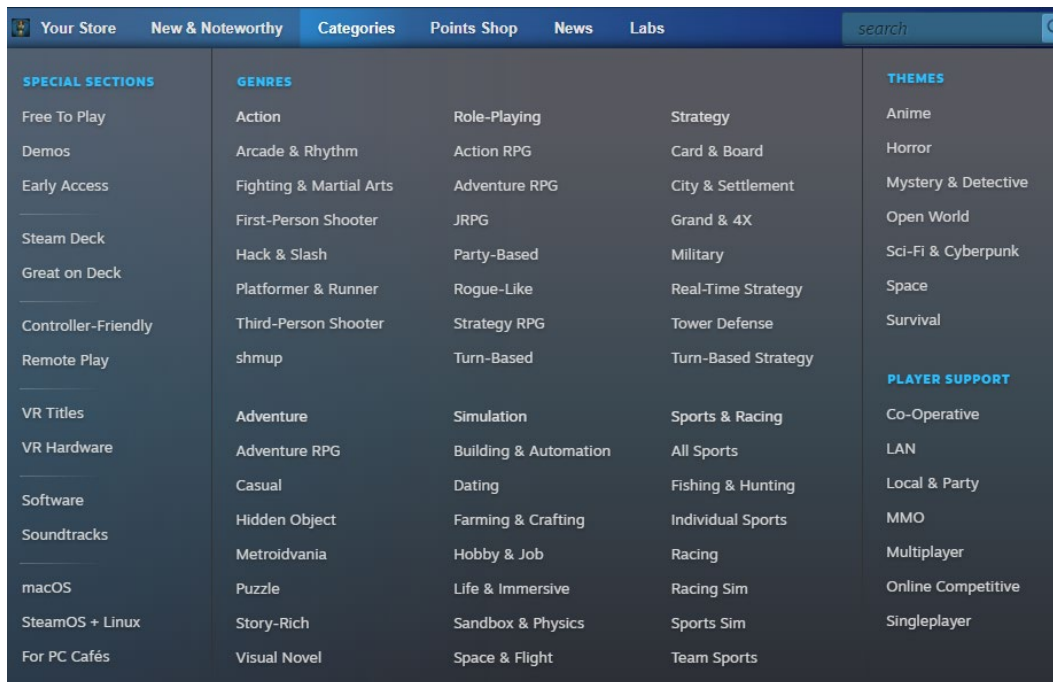 Your Store New & Noteworthy Categories Points Shop News Labs search
SPECIAL SECTIONS
Free To Play
Demos
Early Access
Steam Deck
Great on Deck
Controller-Friendly
Remote Play
VR Titles
VR Hardware
Software
Soundtracks
macOS
SteamOS + Linux
For PC Cafés
GENRES
Action
Arcade & Rhythm
Fighting & Martial Arts
First-Person Shooter
Hack & Slash
Platformer & Runner
Third-Person Shooter
shmup
Adventure
Adventure RPG
Casual
Hidden Object
Metroidvania
Puzzle
Story-Rich
Visual Novel
Role-Playing
Action RPG
Adventure RPG
JRPG
Party-Based
Rogue-Like
Strategy RPG
Turn-Based
Simulation
Building & Automation
Dating
Farming & Crafting
Hobby & Job
Life & Immersive
Sandbox & Physics
Space & Flight
Strategy
Card & Board
City & Settlement
Grand & 4X
Military
Real-Time Strategy
Tower Defense
Turn-Based Strategy
Sports & Racing
All Sports
Fishing & Hunting
Individual Sports
Racing
Racing Sim
Sports Sim
Team Sports
THEMES
Anime
Horror
Mystery & Detective
Open World
Sci-Fi & Cyberpunk
Space
Survival
PLAYER SUPPORT
Co-Operative
LAN
Local & Party
MMO
Multiplayer
Online Competitive
Singleplayer